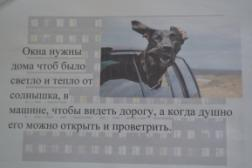 Окна нужны
дома чтоб было
светло и тепло от
солнышка, в
машине, чтобы видеть дорогу, а когда душно
его можно открыть и проветрить.